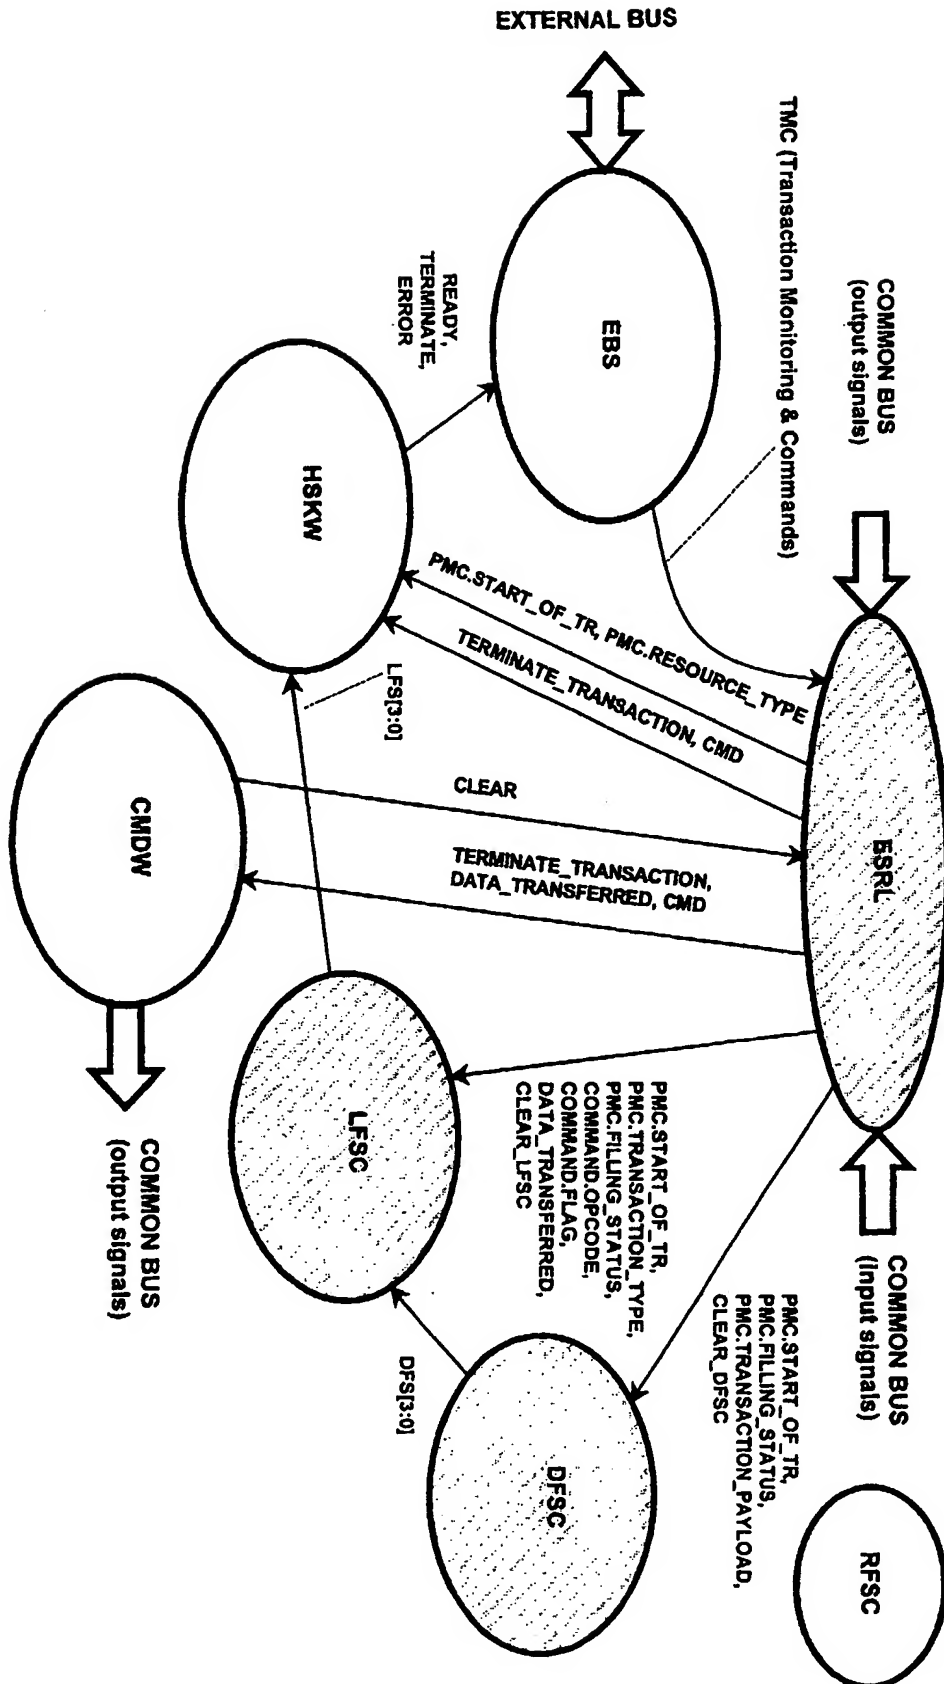 EXTERNAL BUS
TMC (Transaction Monitoring & Commands)
COMMON BUS
(output signals)
EBS
READY,
TERMINATE,
ERROR
HSKW
PMC.START_OF_TR, PMC.RESOURCE_TYPE
TERMINATE_TRANSACTION, CMD
LFS[3:0]
CLEAR
TERMINATE_TRANSACTION,
DATA_TRANSFERRED, CMD
ESRL
CMDW
COMMON BUS
(output signals)
LFSC
PMC.START_OF_TR,
PMC.TRANSACTION_TYPE,
PMC.FILLING_STATUS,
COMMAND.OPCODE,
COMMAND.FLAG,
DATA_TRANSFERRED,
CLEAR_LFSC
DFS[3:0]
DFSC
PMC.START_OF_TR,
PMC.FILLING_STATUS,
PMC.TRANSACTION_PAYLOAD,
CLEAR_DFSC
COMMON BUS
(Input signals)
RFSC